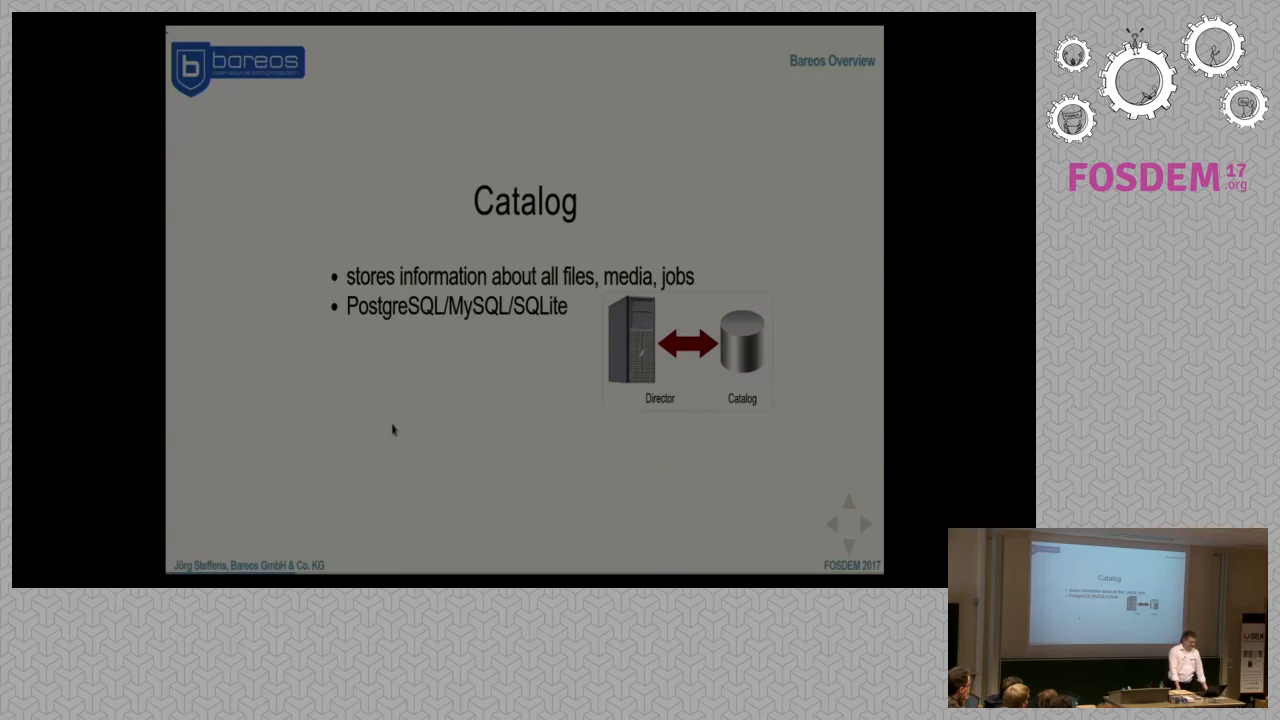 bareos
Bareos Overview
Catalog
• stores information about all files, media, jobs
• PostgreSQL/MySQL/SQLite
Director
Catalog
Jörg Steffens, Bareos GmbH & Co. KG
FOSDEM 2017
FOSDEM 17
.org
Catalog